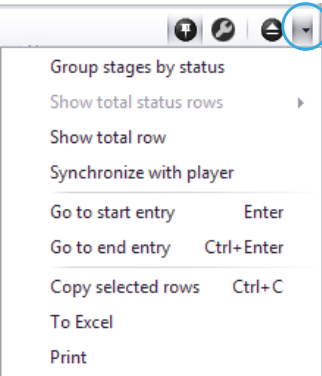 Group stages by status
Show total status rows
Show total row
Synchronize with player
Go to start entry Enter
Go to end entry Ctrl+Enter
Copy selected rows Ctrl+C
To Excel
Print